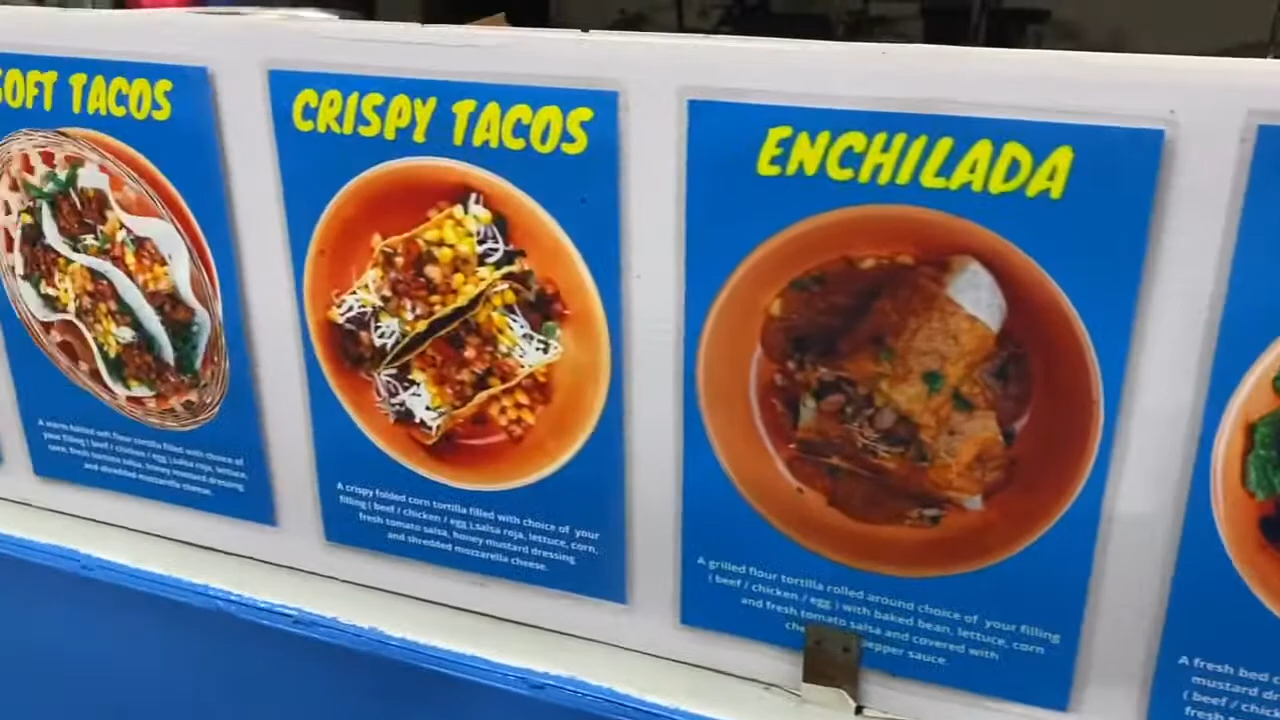 SOFT TACOS
A warm folded soft flour tortilla filled with choice of
your filling ( beef / chicken / egg ) salsa roja, lettuce,
corn, fresh tomato salsa, honey mustard dressing
and shredded mozzarella cheese.
CRISPY TACOS
A crispy folded corn tortilla filled with choice of your
filling ( beef / chicken / egg ) salsa roja, lettuce, corn,
fresh tomato salsa, honey mustard dressing
and shredded mozzarella cheese.
ENCHILADA
A grilled flour tortilla rolled around choice of your filling
( beef / chicken / egg ) with baked bean, lettuce, corn
and fresh tomato salsa and covered with
pepper sauce.
A fresh bed
mustard
( beef /